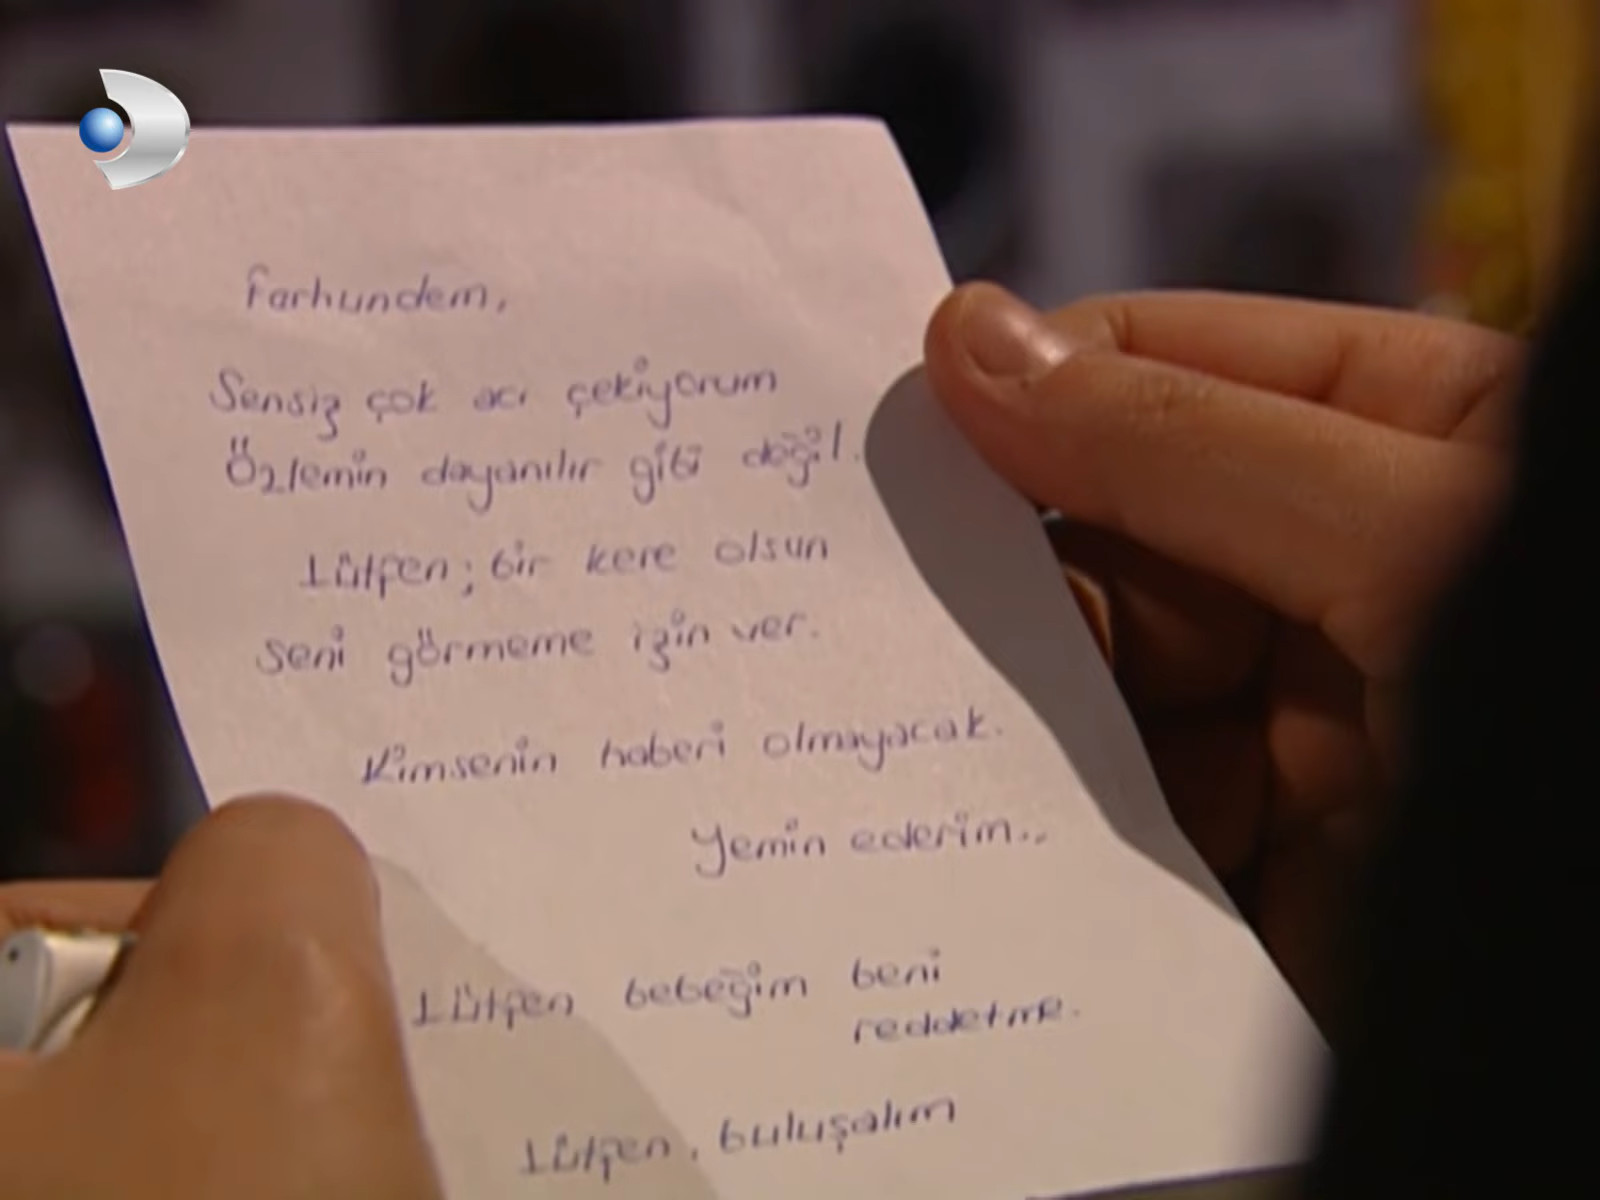 Ferhundem,
Sensiz çok acı çekiyorum
Özlemin dayanılır gibi değil.
Lütfen; bir kere olsun
seni görmeme izin ver.
Kimsenin haberi olmayacak.
Yemin ederim..
Lütfen bebeğim beni
reddetme.
Lütfen, buluşalım